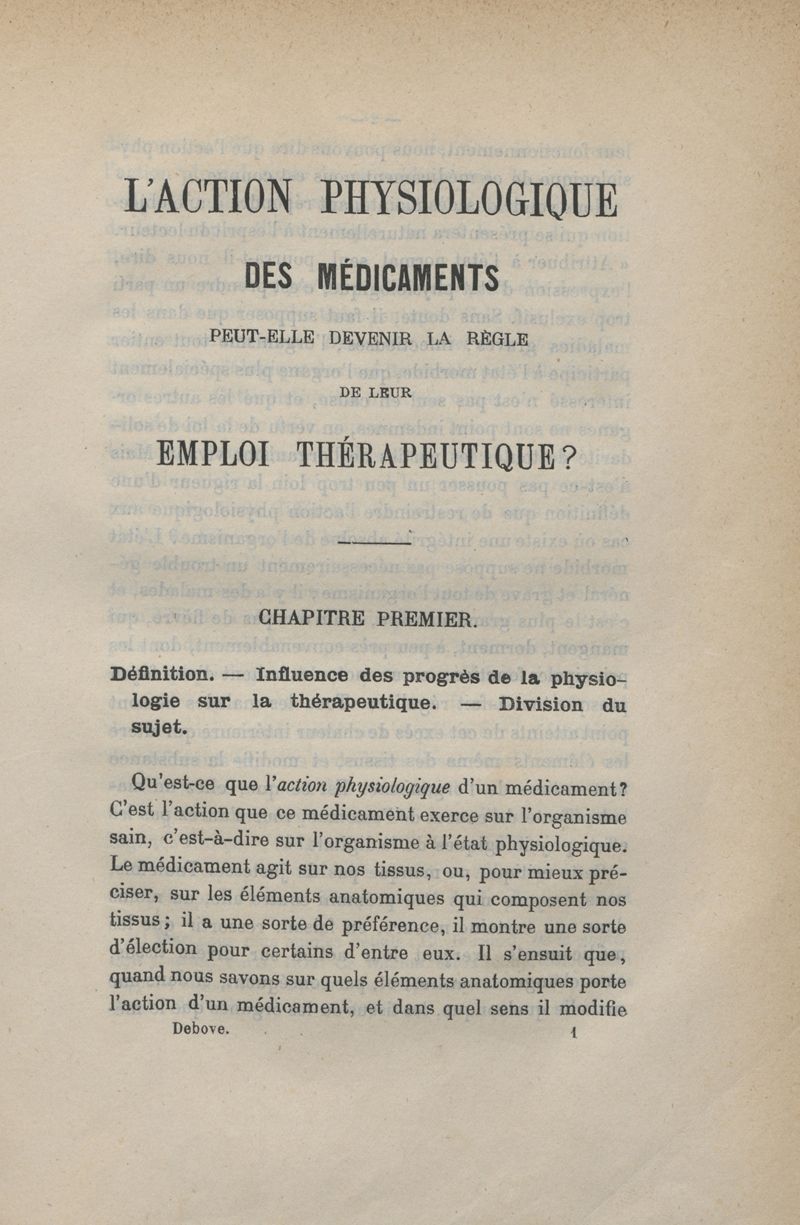 L'ACTION PHYSIOLOGIQUE
DES MÉDICAMENTS
PEUT-ELLE DEVENIR LA RÈGLE
DE LEUR
EMPLOI THÉRAPEUTIQUE?
CHAPITRE PREMIER.
Définition. — Influence des progrès de la physio-
logie sur la thérapeutique. — Division du
sujet.
Qu'est-ce que l'action physiologique d'un médicament?
C'est l'action que ce médicament exerce sur l'organisme
sain, c'est-à-dire sur l'organisme à l'état physiologique.
Le médicament agit sur nos tissus, ou, pour mieux pré-
ciser, sur les éléments anatomiques qui composent nos
tissus; il a une sorte de préférence, il montre une sorte
d'élection pour certains d'entre eux. Il s'ensuit que,
quand nous savons sur quels éléments anatomiques porte
l'action d'un médicament, et dans quel sens il modifie
Debove. 1